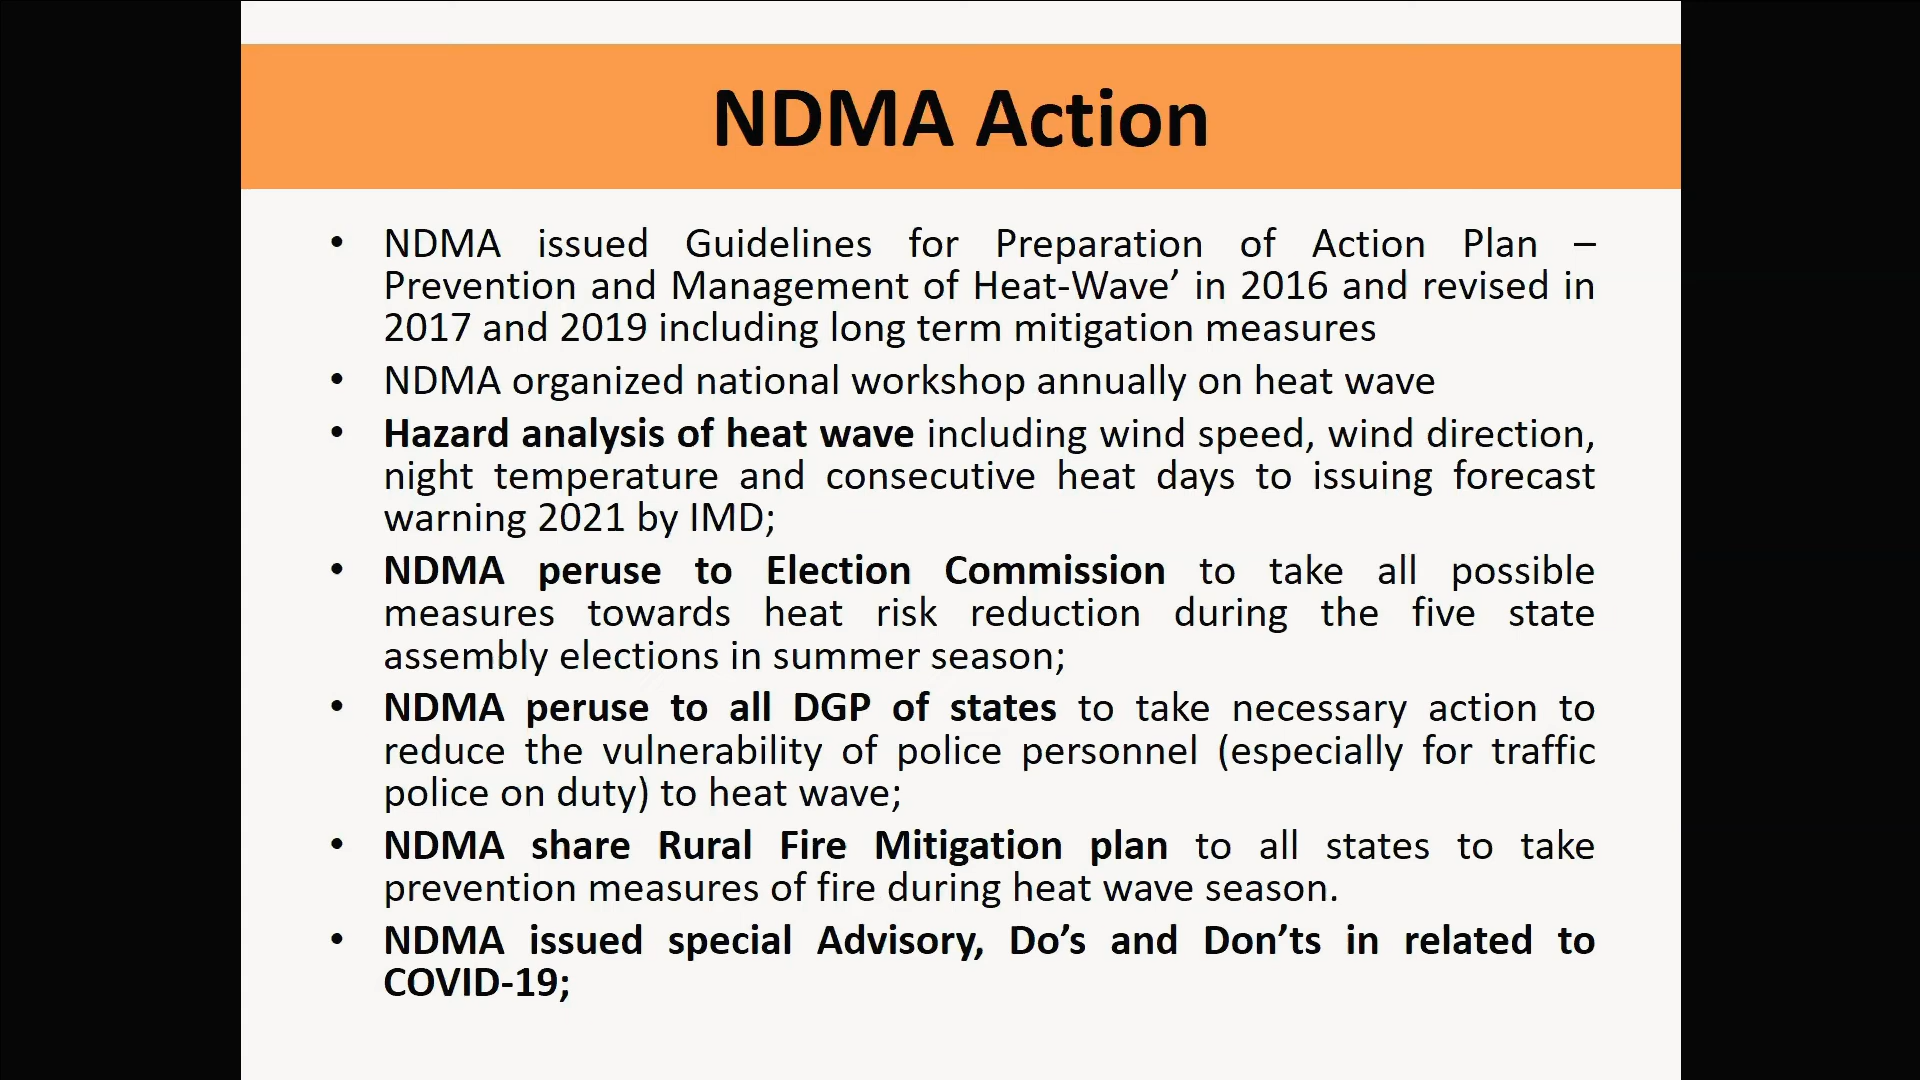 NDMA Action
• NDMA issued Guidelines for Preparation of Action Plan –
Prevention and Management of Heat-Wave’ in 2016 and revised in
2017 and 2019 including long term mitigation measures
• NDMA organized national workshop annually on heat wave
• Hazard analysis of heat wave including wind speed, wind direction,
night temperature and consecutive heat days to issuing forecast
warning 2021 by IMD;
• NDMA peruse to Election Commission to take all possible
measures towards heat risk reduction during the five state
assembly elections in summer season;
• NDMA peruse to all DGP of states to take necessary action to
reduce the vulnerability of police personnel (especially for traffic
police on duty) to heat wave;
• NDMA share Rural Fire Mitigation plan to all states to take
prevention measures of fire during heat wave season.
• NDMA issued special Advisory, Do’s and Don’ts in related to
COVID-19;